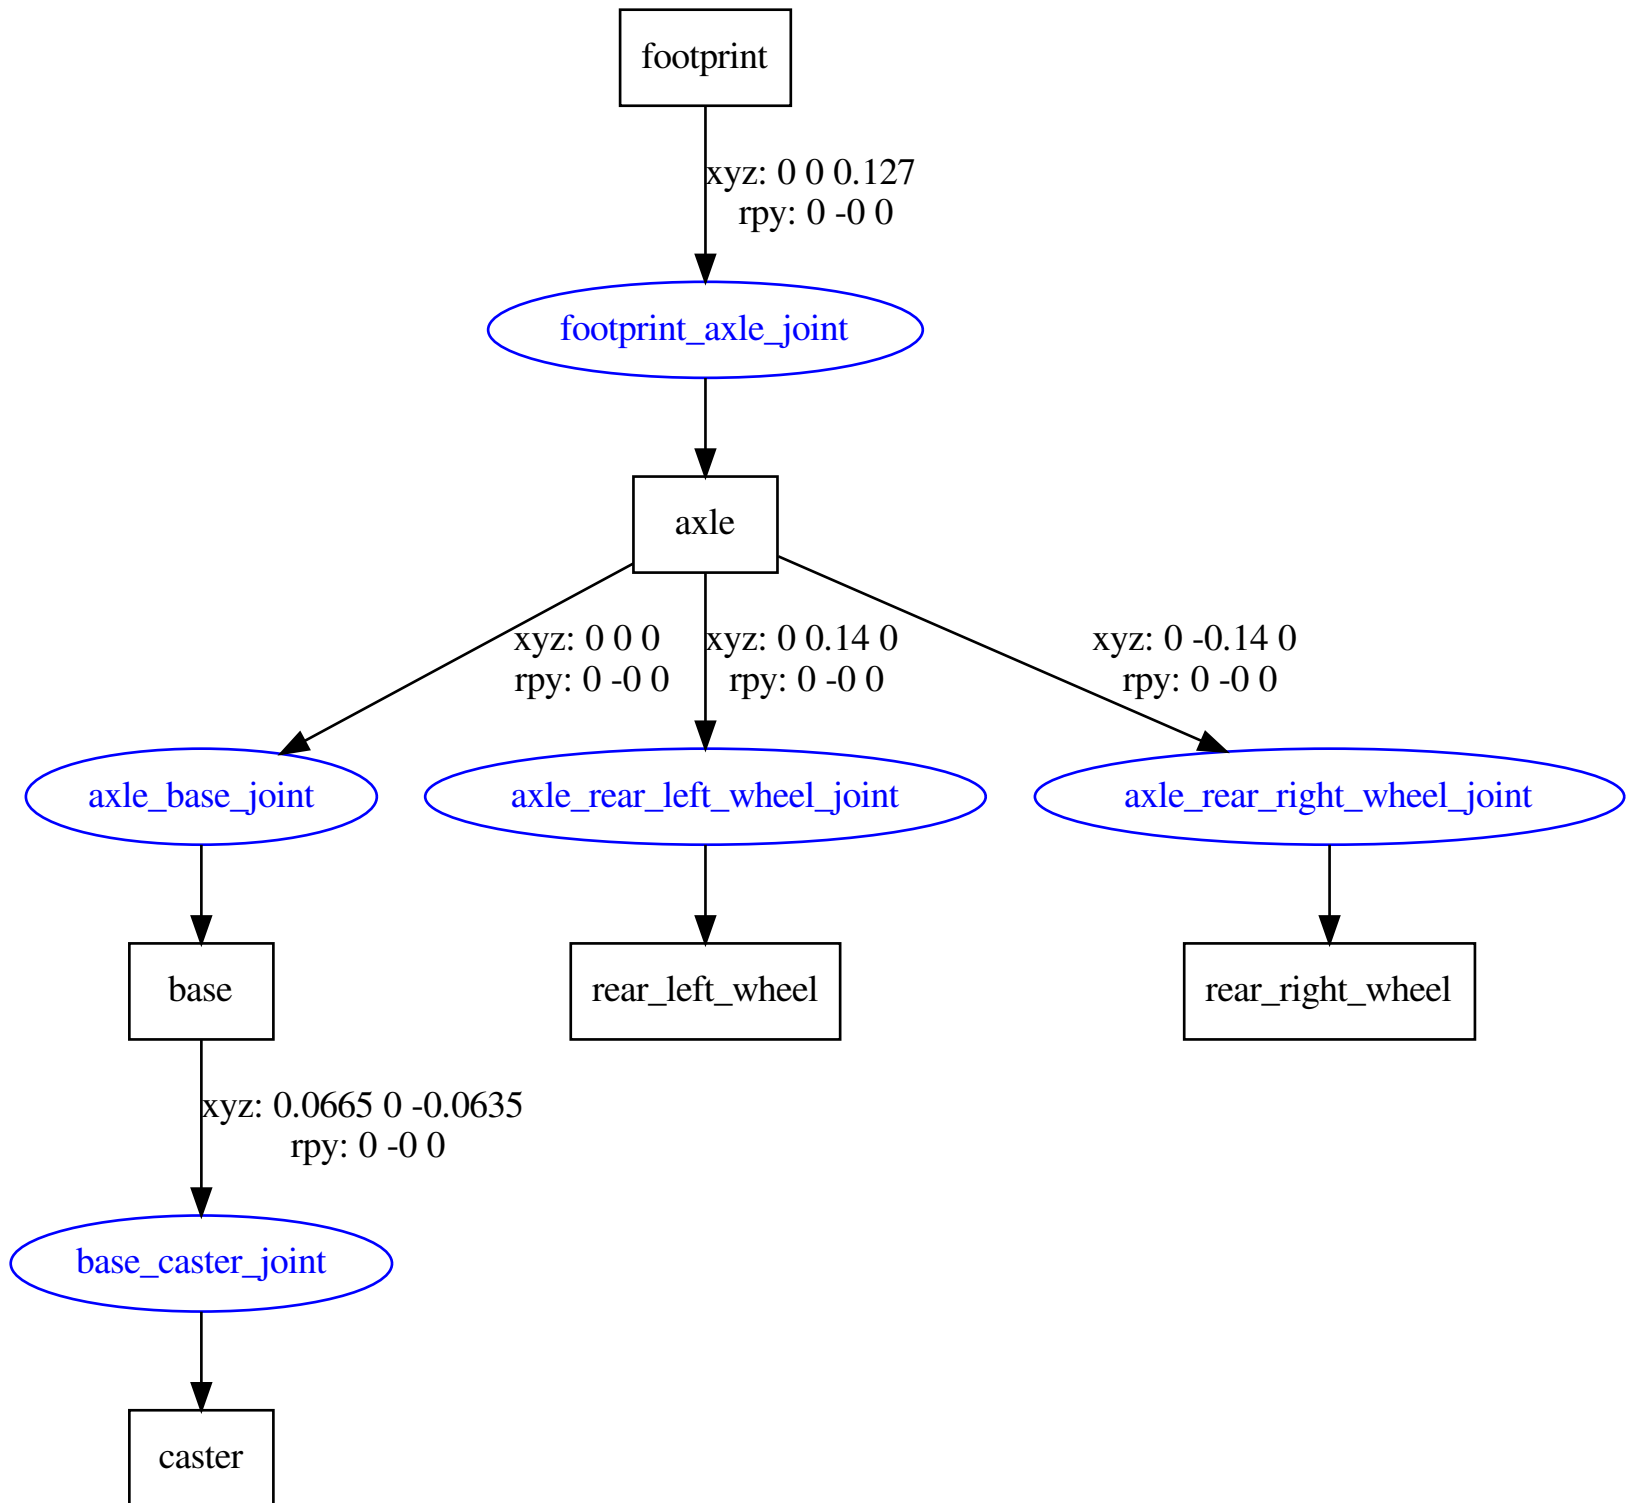 footprint
xyz: 0 0 0.127
rpy: 0 -0 0
footprint_axle_joint
axle
xyz: 0 0 0
rpy: 0 -0 0
xyz: 0 0.14 0
rpy: 0 -0 0
xyz: 0 -0.14 0
rpy: 0 -0 0
axle_base_joint
axle_rear_left_wheel_joint
axle_rear_right_wheel_joint
base
rear_left_wheel
rear_right_wheel
xyz: 0.0665 0 -0.0635
rpy: 0 -0 0
base_caster_joint
caster